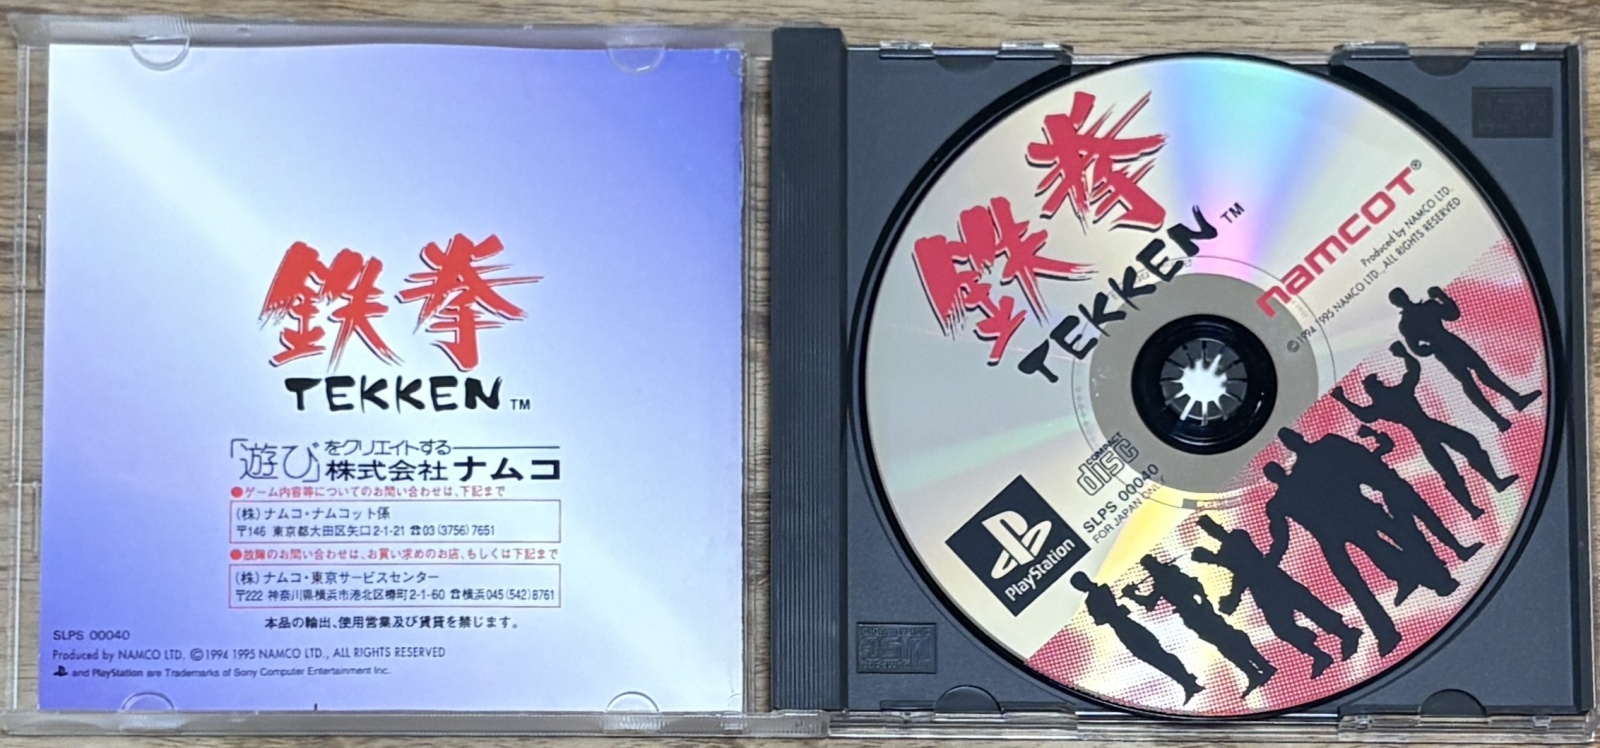 鉄拳
TEKKEN TM
「遊び」をクリエイトする
株式会社ナムコ
●ゲーム内容等についてのお問い合わせは、下記まで
(株)ナムコ・ナムコット係
〒146 東京都大田区矢口2-1-21 ☎03(3756)7651
●故障のお問い合わせは、お買い求めのお店、もしくは下記まで
(株)ナムコ・東京サービスセンター
〒222 神奈川県横浜市港北区樽町2-1-60 ☎横浜045(542)8761
本品の輸出、使用営業及び賃貸を禁じます。
SLPS 00040
Produced by NAMCO LTD. ©1994 1995 NAMCO LTD., ALL RIGHTS RESERVED
and PlayStation are Trademarks of Sony Computer Entertainment Inc.
鉄拳
TEKKEN TM
namcoT®
Produced by NAMCO LTD.
©1994 1995 NAMCO LTD., ALL RIGHTS RESERVED
COMPACT
disc
SLPS 00040
FOR JAPAN ONLY
PlayStation